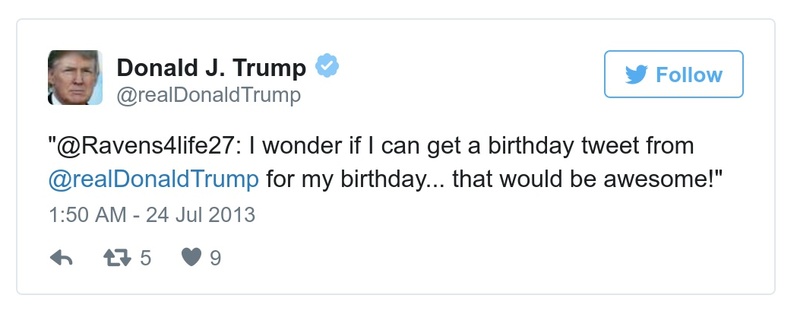 Donald J. Trump
@realDonaldTrump
Follow
"@Ravens4life27: I wonder if I can get a birthday tweet from
@realDonaldTrump for my birthday... that would be awesome!"
1:50 AM - 24 Jul 2013
5 9